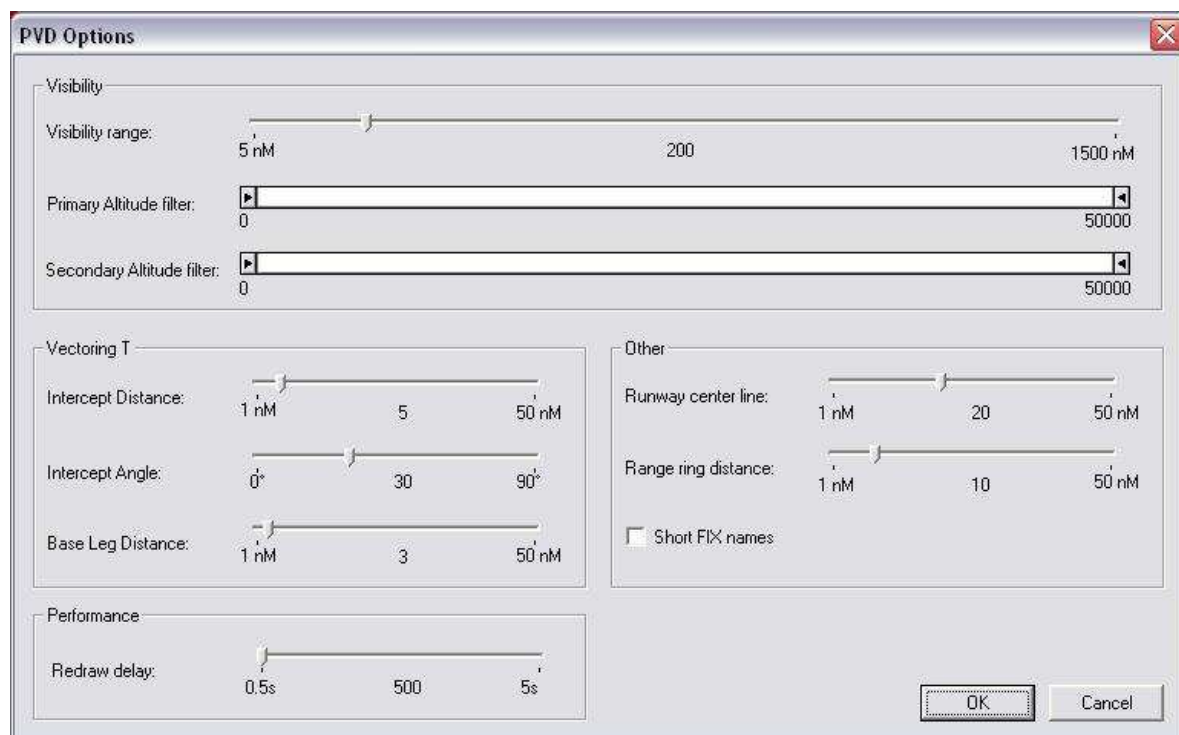 PVD Options
Visibility
Visibility range:
5 nM 200 1500 nM
Primary Altitude filter:
0 50000
Secondary Altitude filter:
0 50000
Vectoring T
Intercept Distance:
1 nM 5 50 nM
Intercept Angle:
0° 30 90°
Base Leg Distance:
1 nM 3 50 nM
Other
Runway center line:
1 nM 20 50 nM
Range ring distance:
1 nM 10 50 nM
Short FIX names
Performance
Redraw delay:
0.5s 500 5s
OK Cancel